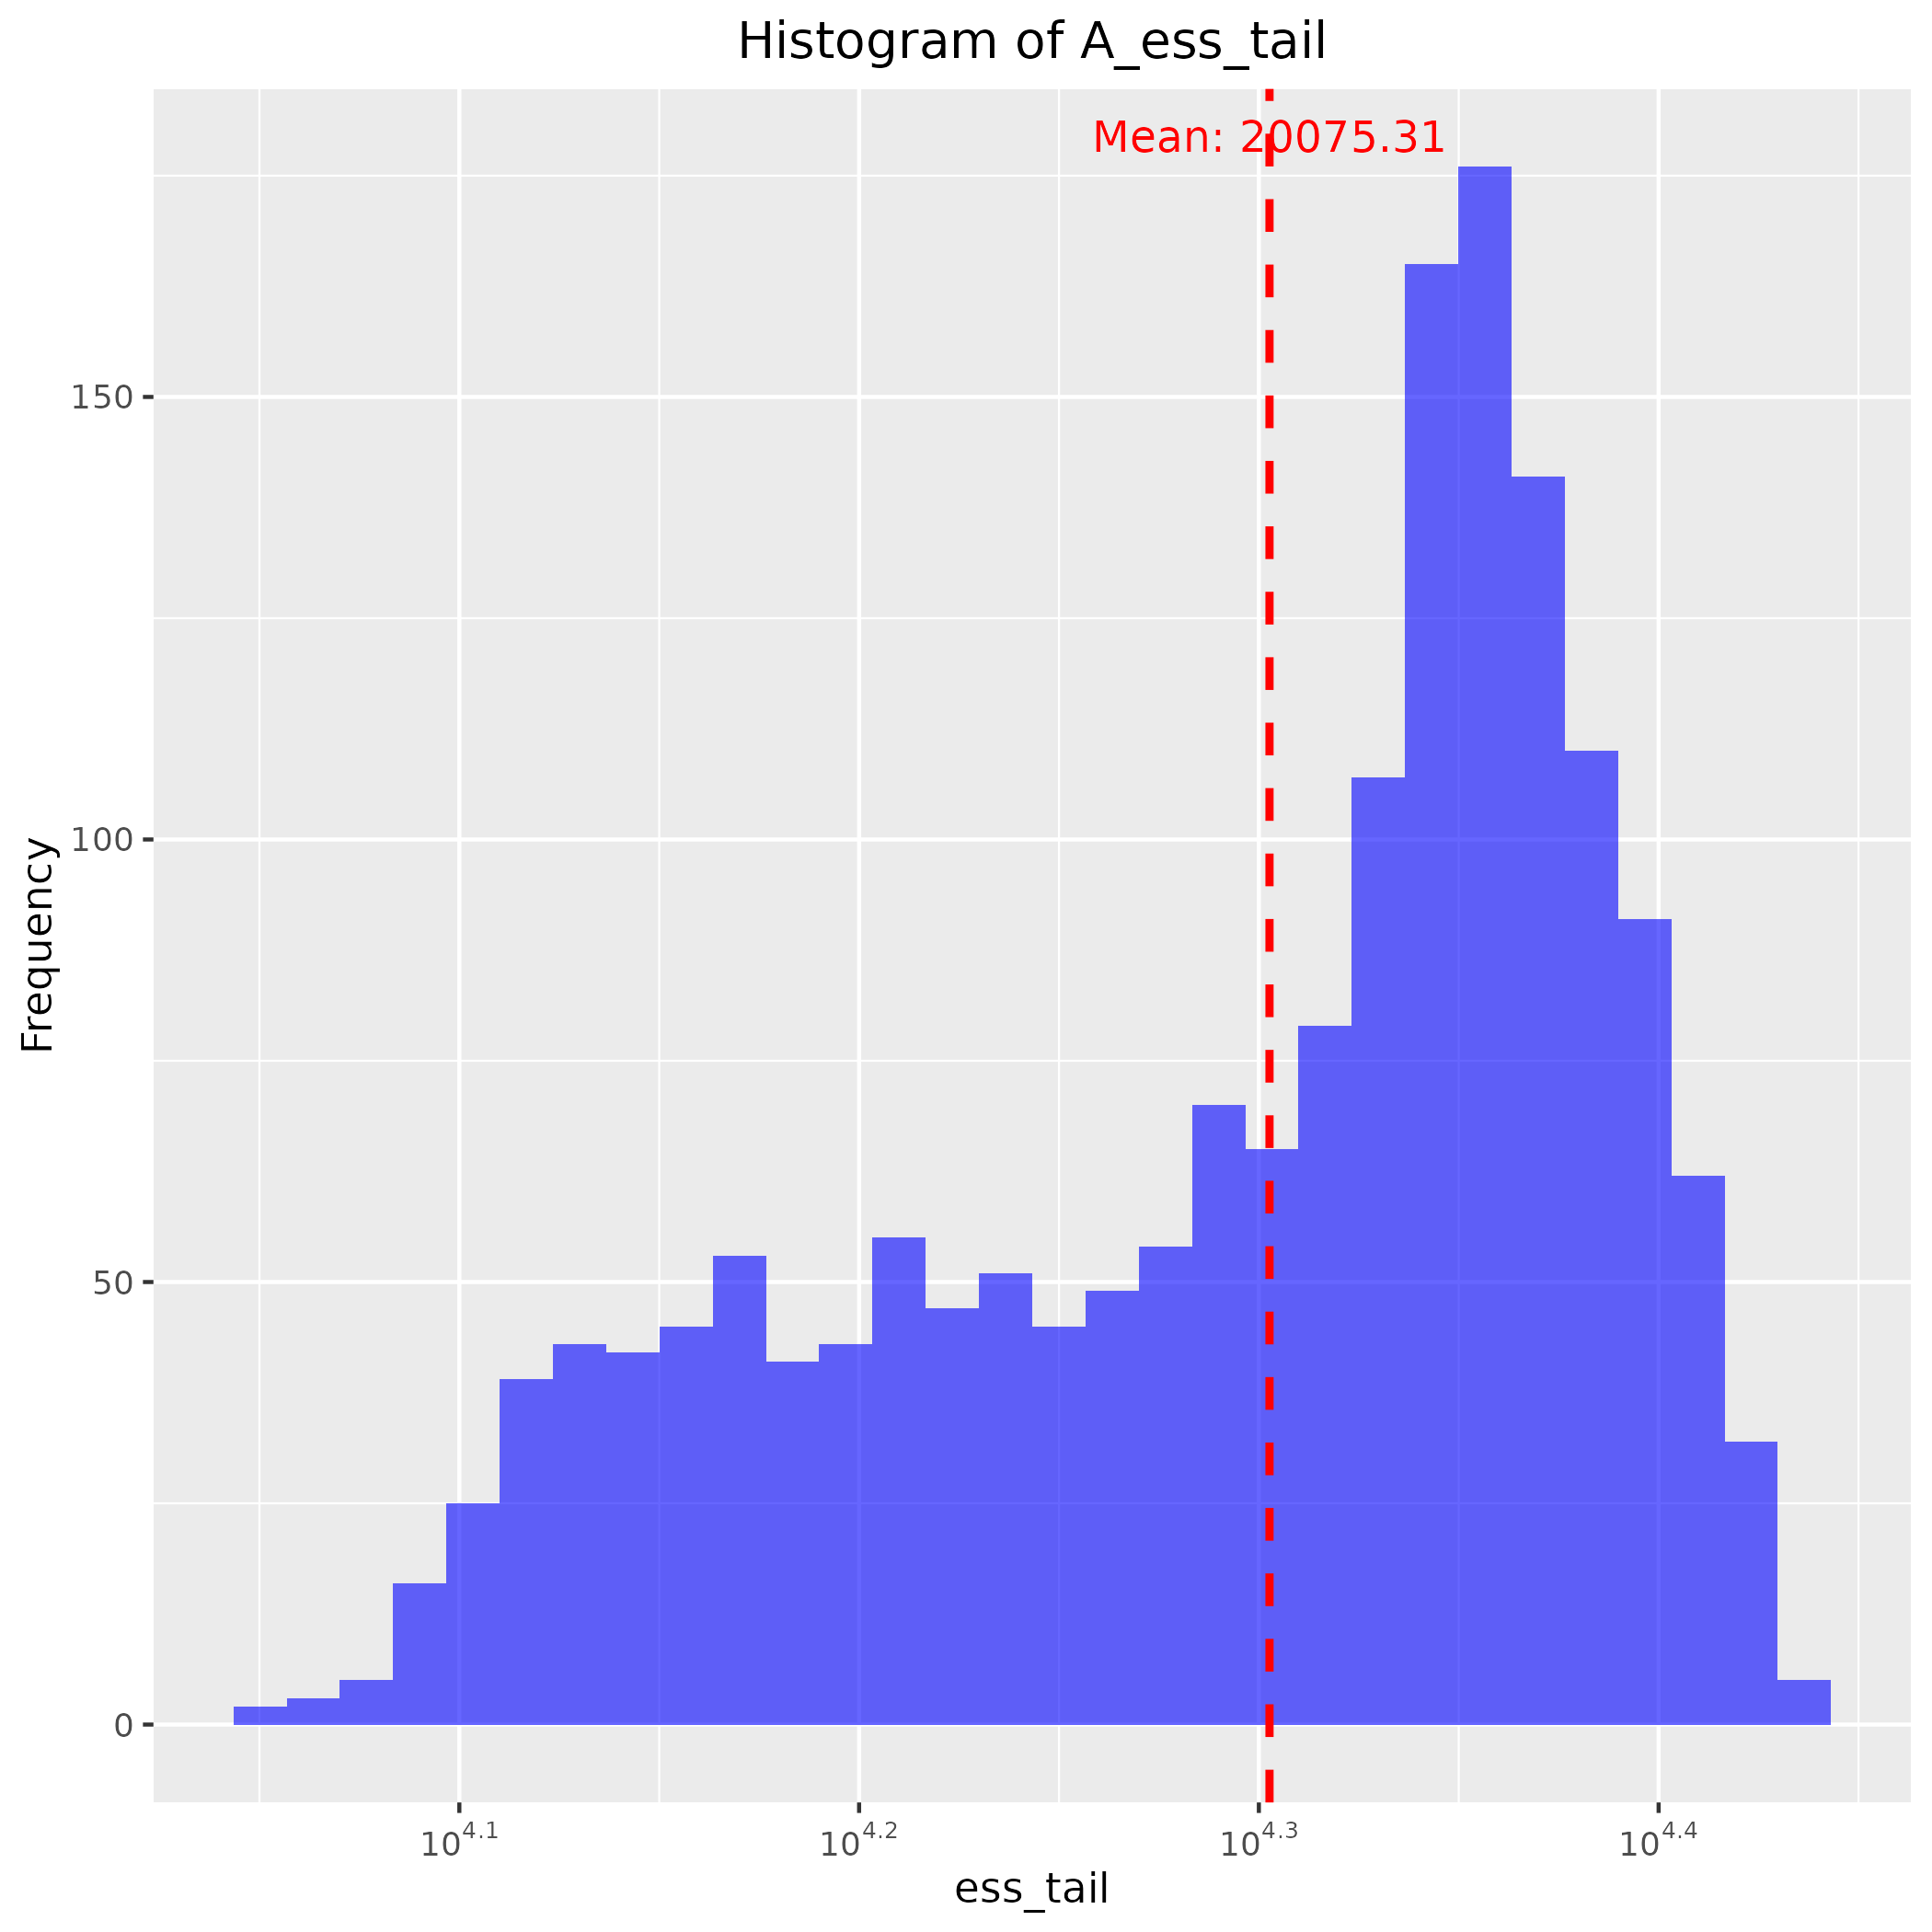 Histogram of A_ess_tail
Mean: 20075.31
Frequency
150
100
50
0
10^4.1 10^4.2 10^4.3 10^4.4
ess_tail